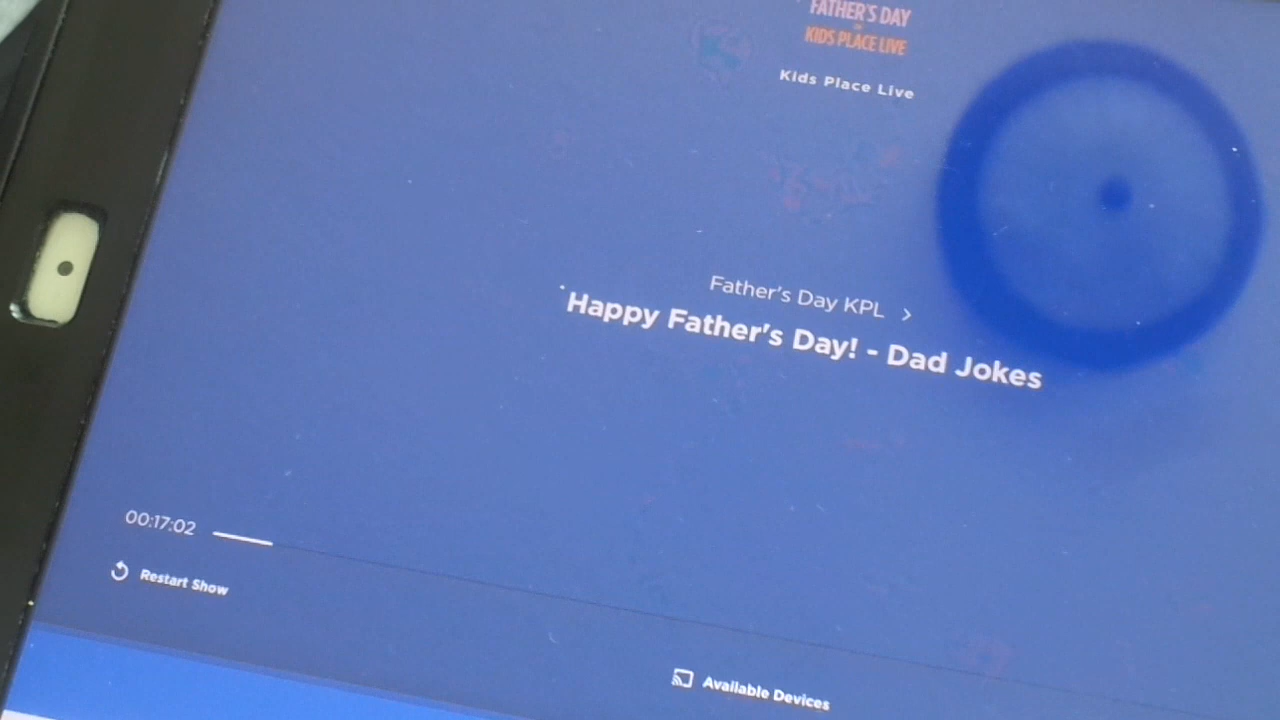 FATHER'S DAY
KIDS PLACE LIVE
Kids Place Live
Father's Day KPL >
Happy Father's Day! - Dad Jokes
00:17:02
Restart Show
Available Devices